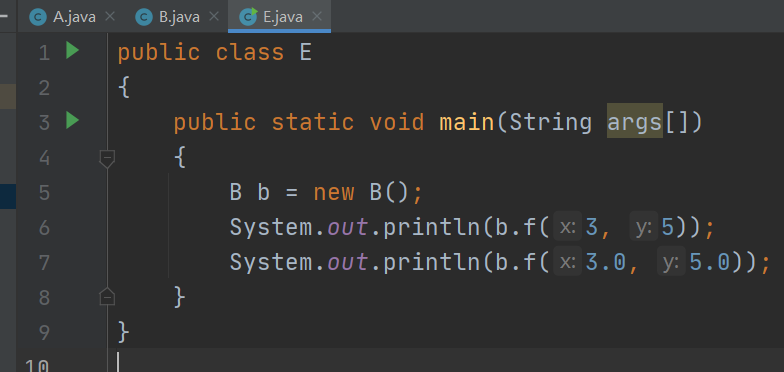 A.java B.java E.java
1 public class E
2 {
3 public static void main(String args[])
4 {
5 B b = new B();
6 System.out.println(b.f( x: 3, y: 5));
7 System.out.println(b.f( x: 3.0, y: 5.0));
8 }
9 }
10